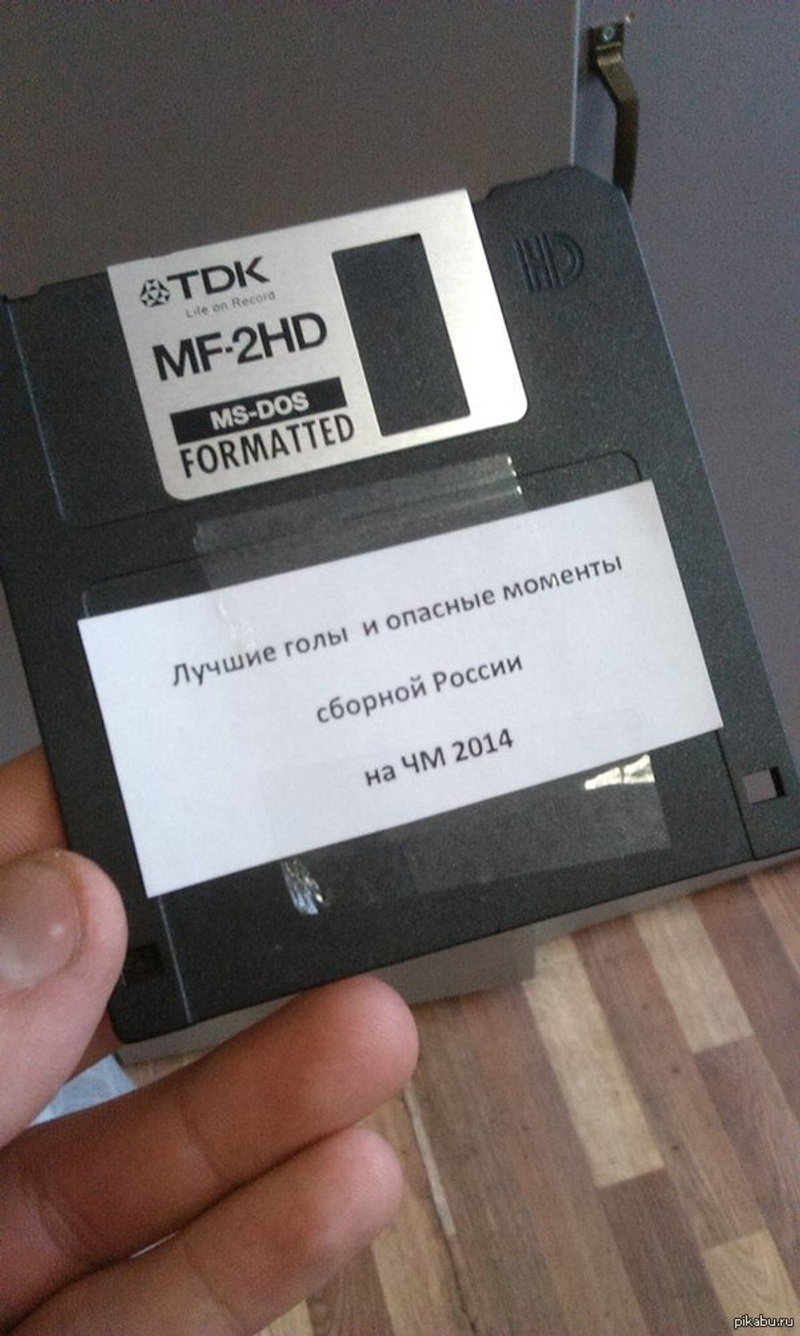 TDK
Life on Record
MF-2HD
MS-DOS
FORMATTED
HD
Лучшие голы и опасные моменты
сборной России
на ЧМ 2014
pikabu.ru